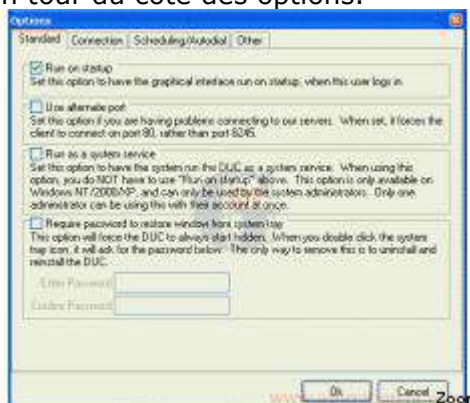 n tour du côté des options.
Options
Standard Connection Scheduling/Autodial Other
Run on startup
Set this option to have the graphical interface run on startup, when this user logs in.
Use alternate port
Set this option if you are having problems connecting to our servers. When set, it forces the
client to connect on port 80, rather than port 8245.
Run as a system service
Set this option to have the system run the DUC as a system service. When using this
option, you do NOT have to use "Run on startup" above. This option is only available on
Windows NT/2000/XP, and can only be used by the system administrators. Only one
administrator can be using this with their account at once.
Require password to restore window from system tray
This option will force the DUC to always start hidden. When you double click the system
tray icon, it will ask for the password below. The only way to remove this is to uninstall and
reinstall the DUC.
Enter Password
Confirm Password
Ok Cancel
www. Zoom